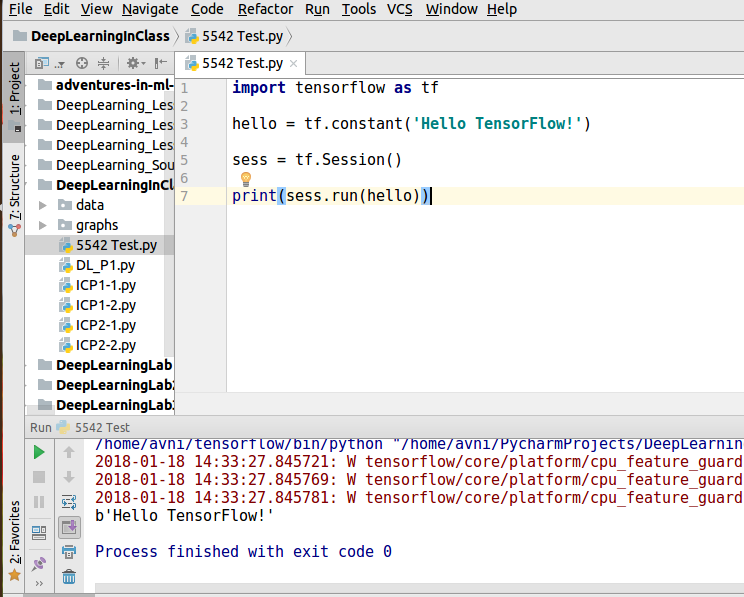 File Edit View Navigate Code Refactor Run Tools VCS Window Help
DeepLearningInClass 5542 Test.py
1: Project
7: Structure
2: Favorites
5542 Test.py ×
adventures-in-ml-
DeepLearning_Les
DeepLearning_Les
DeepLearning_Les
DeepLearning_Sou
DeepLearningInCl
data
graphs
5542 Test.py
DL_P1.py
ICP1-1.py
ICP1-2.py
ICP2-1.py
ICP2-2.py
DeepLearningLab
DeepLearningLab2
DeepLearningLab3
1 import tensorflow as tf
2
3 hello = tf.constant('Hello TensorFlow!')
4
5 sess = tf.Session()
6
7 print(sess.run(hello))
Run 5542 Test
/home/avni/tensorflow/bin/python "/home/avni/PycharmProjects/DeepLearnin
2018-01-18 14:33:27.845721: W tensorflow/core/platform/cpu_feature_guard
2018-01-18 14:33:27.845769: W tensorflow/core/platform/cpu_feature_guard
2018-01-18 14:33:27.845781: W tensorflow/core/platform/cpu_feature_guard
b'Hello TensorFlow!'
Process finished with exit code 0